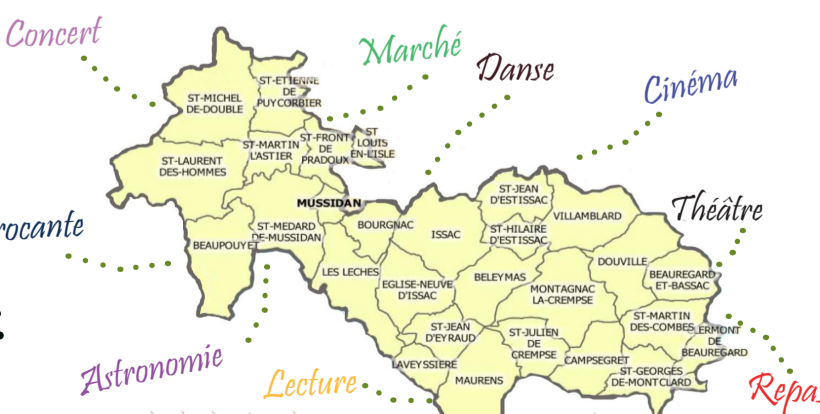 Concert
Marché
Danse
Cinéma
ST-MICHEL
DE-DOUBLE
ST-ETIENNE
DE
PUYCORBIER
ST-LAURENT
DES-HOMMES
ST-MARTIN
L'ASTIER
ST-FRONT
DE
PRADOUX
ST
LOUIS
EN-L'ISLE
MUSSIDAN
ST-MEDARD
DE-MUSSIDAN
BEAUPOUYET
BOURGNAC
ISSAC
ST-JEAN
D'ESTISSAC
VILLAMBLARD
ST-HILAIRE
D'ESTISSAC
Théâtre
rocante
LES LECHES
EGLISE-NEUVE
D'ISSAC
BELEYMAS
MONTAGNAC
LA-CREMPSE
DOUVILLE
BEAUREGARD
ET-BASSAC
ST-MARTIN
DES-COMBES
LERMONT
DE
BEAUREGARD
ST-JEAN
D'EYRAUD
ST-JULIEN
DE
CREMPSE
CAMPSEGRET
ST-GEORGES
DE-MONTCLARD
LAVEYSSIERE
MAURENS
Astronomie
Lecture
Repa